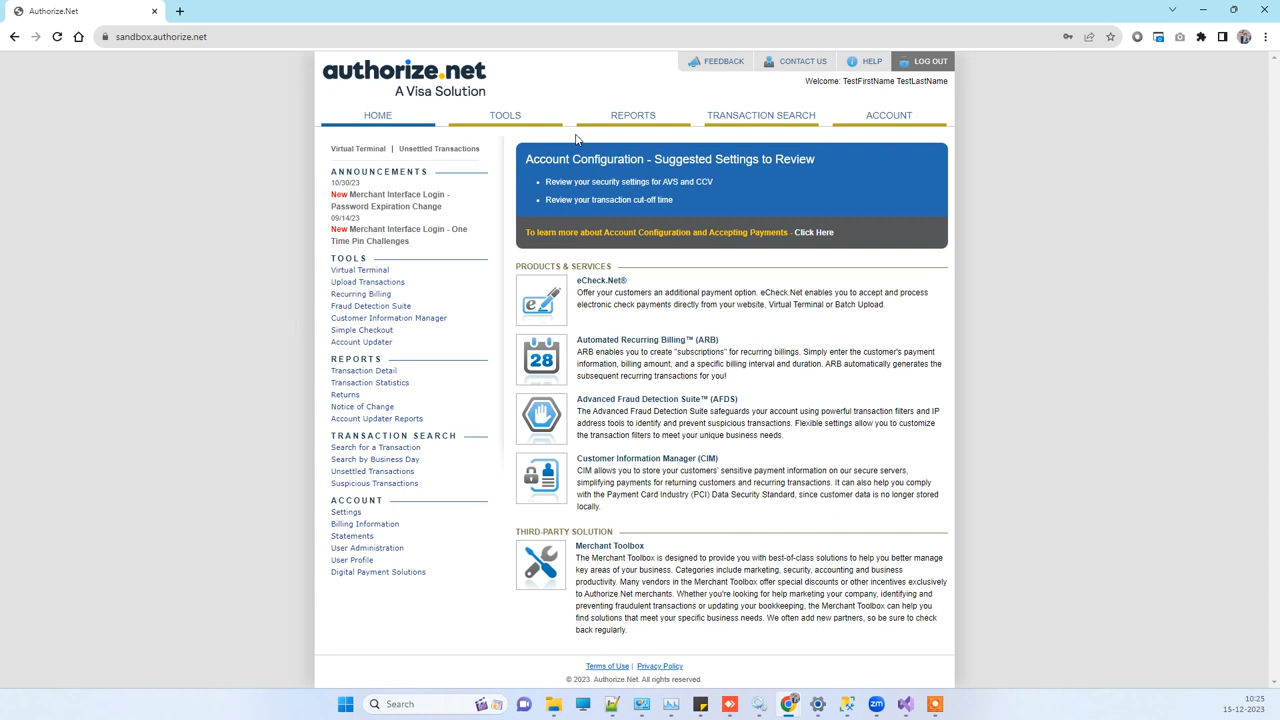 Authorize.Net
sandbox.authorize.net
authorize.net
A Visa Solution
FEEDBACK
CONTACT US
HELP
LOG OUT
Welcome: TestFirstName TestLastName
HOME
TOOLS
REPORTS
TRANSACTION SEARCH
ACCOUNT
Virtual Terminal | Unsettled Transactions
ANNOUNCEMENTS
10/30/23
New Merchant Interface Login -
Password Expiration Change
09/14/23
New Merchant Interface Login - One
Time Pin Challenges
TOOLS
Virtual Terminal
Upload Transactions
Recurring Billing
Fraud Detection Suite
Customer Information Manager
Simple Checkout
Account Updater
REPORTS
Transaction Detail
Transaction Statistics
Returns
Notice of Change
Account Updater Reports
TRANSACTION SEARCH
Search for a Transaction
Search by Business Day
Unsettled Transactions
Suspicious Transactions
ACCOUNT
Settings
Billing Information
Statements
User Administration
User Profile
Digital Payment Solutions
Account Configuration - Suggested Settings to Review
• Review your security settings for AVS and CCV
• Review your transaction cut-off time
To learn more about Account Configuration and Accepting Payments - Click Here
PRODUCTS & SERVICES
eCheck.Net®
Offer your customers an additional payment option. eCheck.Net enables you to accept and process
electronic check payments directly from your website, Virtual Terminal or Batch Upload.
28
Automated Recurring Billing™ (ARB)
ARB enables you to create "subscriptions" for recurring billings. Simply enter the customer's payment
information, billing amount, and a specific billing interval and duration. ARB automatically generates the
subsequent recurring transactions for you!
Advanced Fraud Detection Suite™ (AFDS)
The Advanced Fraud Detection Suite safeguards your account using powerful transaction filters and IP
address tools to identify and prevent suspicious transactions. Flexible settings allow you to customize
the transaction filters to meet your unique business needs.
Customer Information Manager (CIM)
CIM allows you to store your customers' sensitive payment information on our secure servers,
simplifying payments for returning customers and recurring transactions. It can also help you comply
with the Payment Card Industry (PCI) Data Security Standard, since customer data is no longer stored
locally.
THIRD-PARTY SOLUTION
Merchant Toolbox
The Merchant Toolbox is designed to provide you with best-of-class solutions to help you better manage
key areas of your business. Categories include marketing, security, accounting and business
productivity. Many vendors in the Merchant Toolbox offer special discounts or other incentives exclusively
to Authorize.Net merchants. Whether you're looking for help marketing your company, identifying and
preventing fraudulent transactions or updating your bookkeeping, the Merchant Toolbox can help you
find solutions that meet your specific business needs. We often add new partners, so be sure to check
back regularly.
Terms of Use | Privacy Policy
© 2023. Authorize.Net. All rights reserved.
Search
zm
10:25
15-12-2023